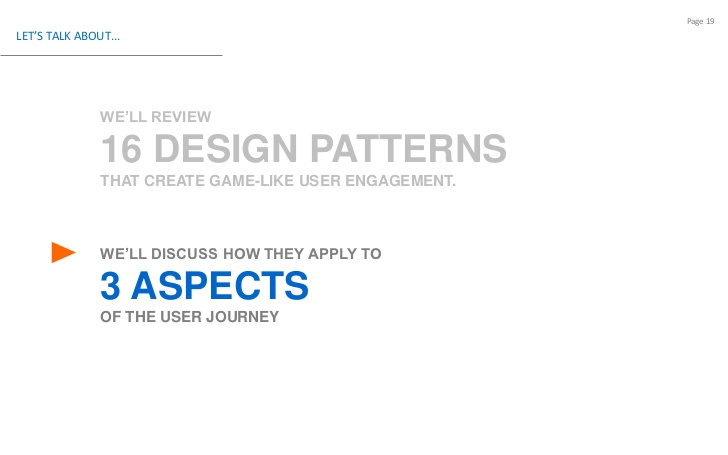 Page 19
LET'S TALK ABOUT...
WE'LL REVIEW
16 DESIGN PATTERNS
THAT CREATE GAME-LIKE USER ENGAGEMENT.
WE'LL DISCUSS HOW THEY APPLY TO
3 ASPECTS
OF THE USER JOURNEY